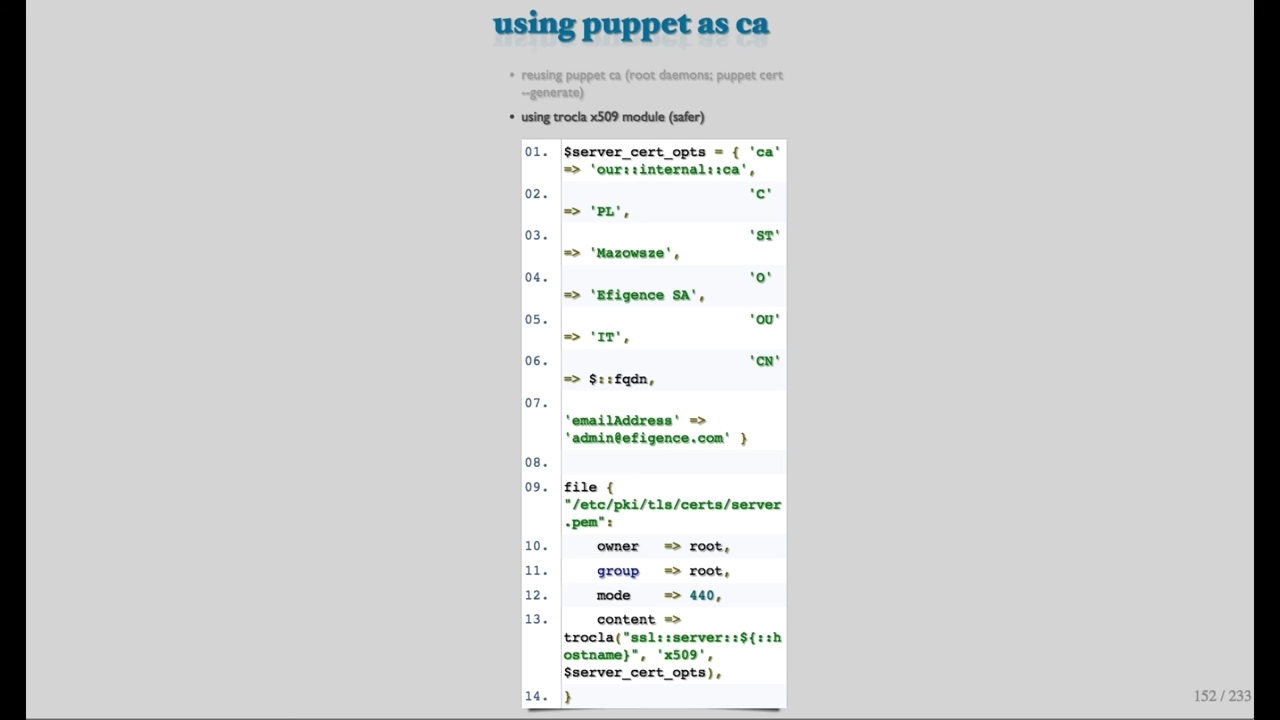 using puppet as ca
• reusing puppet ca (root daemons; puppet cert
--generate)
• using trocla x509 module (safer)
01. $server_cert_opts = { 'ca'
=> 'our::internal::ca',
02. 'C'
=> 'PL',
03. 'ST'
=> 'Mazowsze',
04. 'O'
=> 'Efigence SA',
05. 'OU'
=> 'IT',
06. 'CN'
=> $::fqdn,
07.
'emailAddress' =>
'admin@efigence.com' }
08.
09. file {
"/etc/pki/tls/certs/server
.pem":
10. owner => root,
11. group => root,
12. mode => 440,
13. content =>
trocla("ssl::server::${::h
ostname}", 'x509',
$server_cert_opts),
14. }
152 / 233